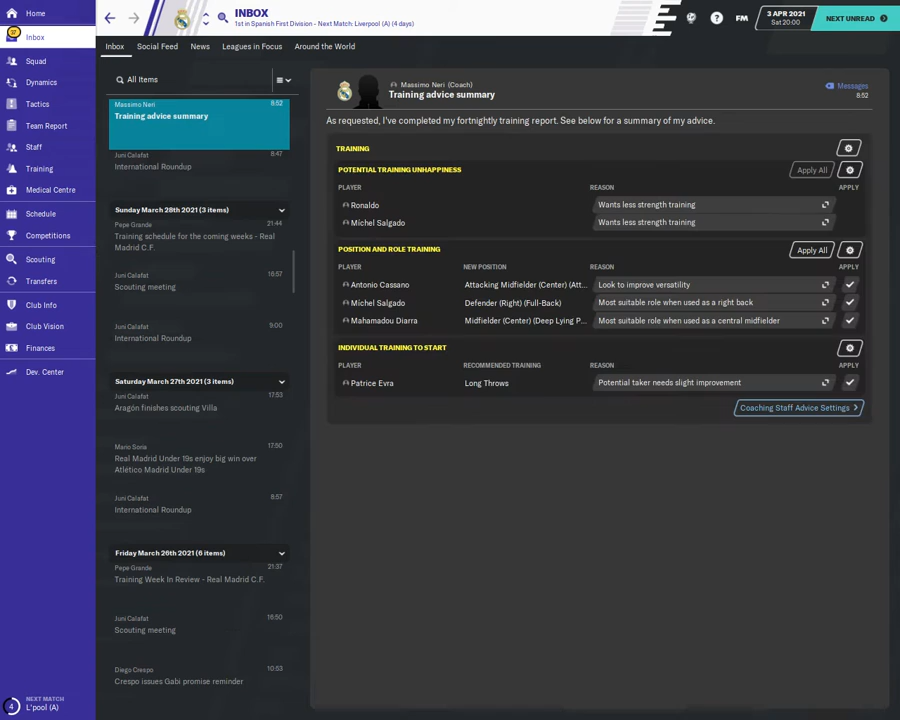 Home
Inbox
Squad
Dynamics
Tactics
Team Report
Staff
Training
Medical Centre
Schedule
Competitions
Scouting
Transfers
Club Info
Club Vision
Finances
Dev. Center
4
NEXT MATCH
L'pool (A)
INBOX
1st in Spanish First Division - Next Match: Liverpool (A) (4 days)
FM
3 APR 2021
Sat 20:00
NEXT UNREAD
Inbox
Social Feed
News
Leagues in Focus
Around the World
All Items
Massimo Neri 8:52
Training advice summary
Juni Calafat 8:47
International Roundup
Sunday March 28th 2021 (3 items)
Pepe Grande 21:44
Training schedule for the coming weeks - Real
Madrid C.F.
Juni Calafat 16:57
Scouting meeting
Juni Calafat 9:00
International Roundup
Saturday March 27th 2021 (3 items)
Juni Calafat 17:53
Aragón finishes scouting Villa
Mario Soria 17:50
Real Madrid Under 19s enjoy big win over
Atlético Madrid Under 19s
Juni Calafat 8:57
International Roundup
Friday March 26th 2021 (6 items)
Pepe Grande 21:37
Training Week In Review - Real Madrid C.F.
Juni Calafat 16:50
Scouting meeting
Diego Crespo 10:53
Crespo issues Gabi promise reminder
Massimo Neri (Coach)
Training advice summary
Messages
8:52
As requested, I've completed my fortnightly training report. See below for a summary of my advice.
TRAINING
POTENTIAL TRAINING UNHAPPINESS Apply All
PLAYER REASON APPLY
Ronaldo Wants less strength training
Míchel Salgado Wants less strength training
POSITION AND ROLE TRAINING Apply All
PLAYER NEW POSITION REASON APPLY
Antonio Cassano Attacking Midfielder (Center) (Att... Look to improve versatility
Míchel Salgado Defender (Right) (Full-Back) Most suitable role when used as a right back
Mahamadou Diarra Midfielder (Center) (Deep Lying P... Most suitable role when used as a central midfielder
INDIVIDUAL TRAINING TO START
PLAYER RECOMMENDED TRAINING REASON APPLY
Patrice Evra Long Throws Potential taker needs slight improvement
Coaching Staff Advice Settings